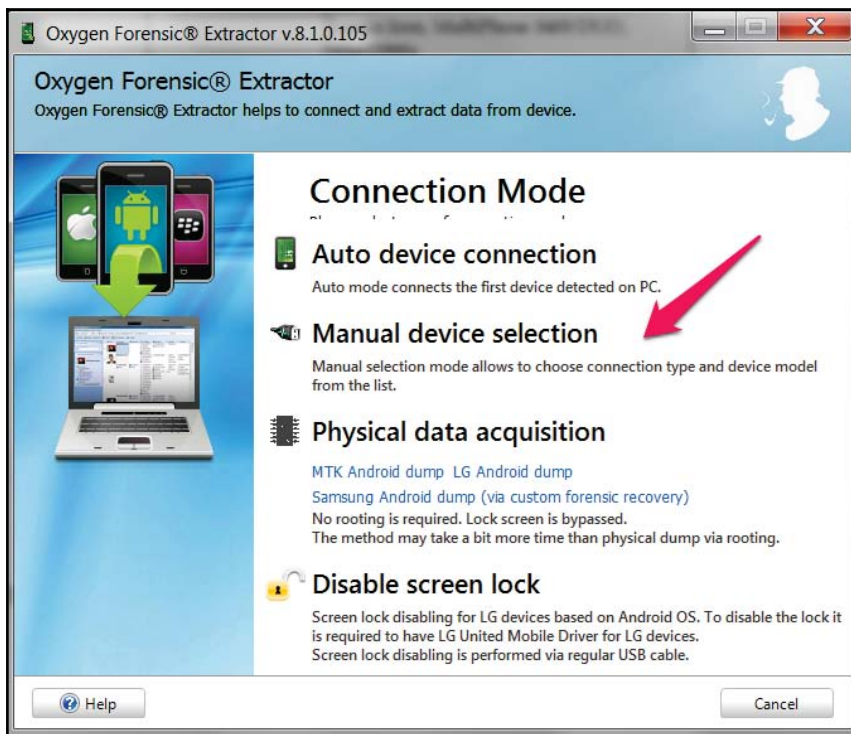 Oxygen Forensic® Extractor v.8.1.0.105
Oxygen Forensic® Extractor
Oxygen Forensic® Extractor helps to connect and extract data from device.
Connection Mode
Auto device connection
Auto mode connects the first device detected on PC.
Manual device selection
Manual selection mode allows to choose connection type and device model
from the list.
Physical data acquisition
MTK Android dump LG Android dump
Samsung Android dump (via custom forensic recovery)
No rooting is required. Lock screen is bypassed.
The method may take a bit more time than physical dump via rooting.
Disable screen lock
Screen lock disabling for LG devices based on Android OS. To disable the lock it
is required to have LG United Mobile Driver for LG devices.
Screen lock disabling is performed via regular USB cable.
Help
Cancel